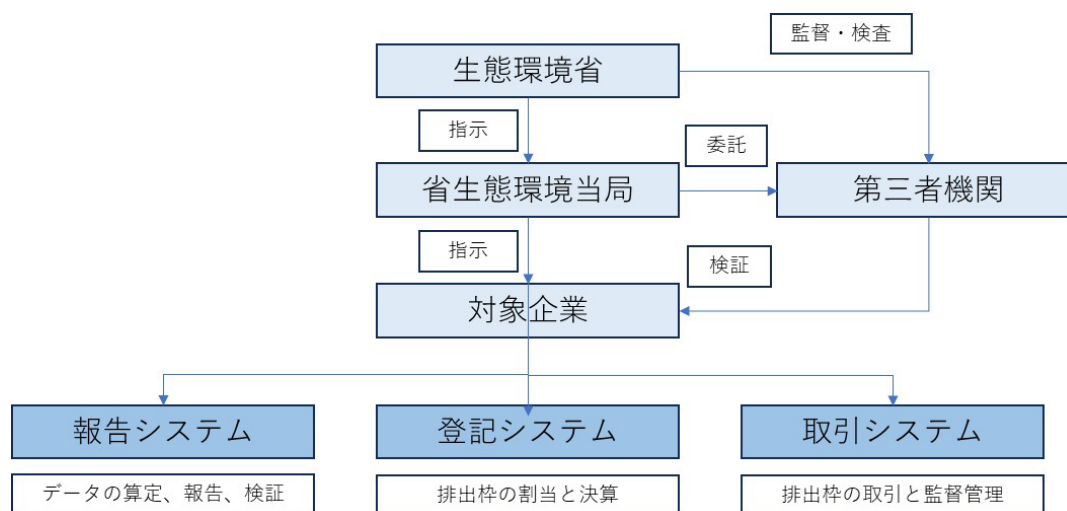 監督・検査
生態環境省
指示
委託
省生態環境当局
第三者機関
指示
検証
対象企業
報告システム
登記システム
取引システム
データの算定、報告、検証
排出枠の割当と決算
排出枠の取引と監督管理